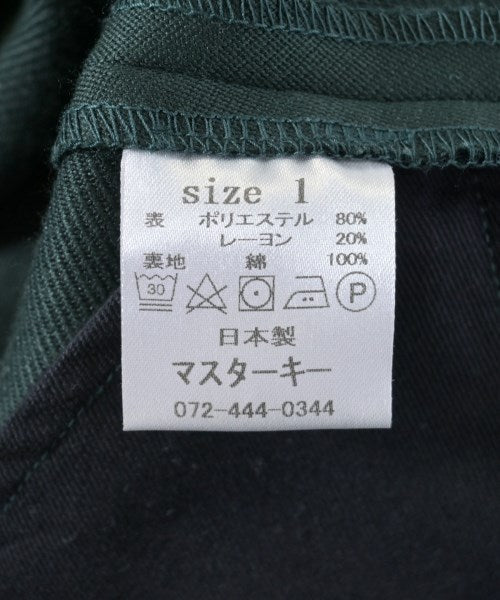 size 1
表 ポリエステル 80%
レーヨン 20%
裏地 綿 100%
30 P
日本製
マスターキー
072-444-0344